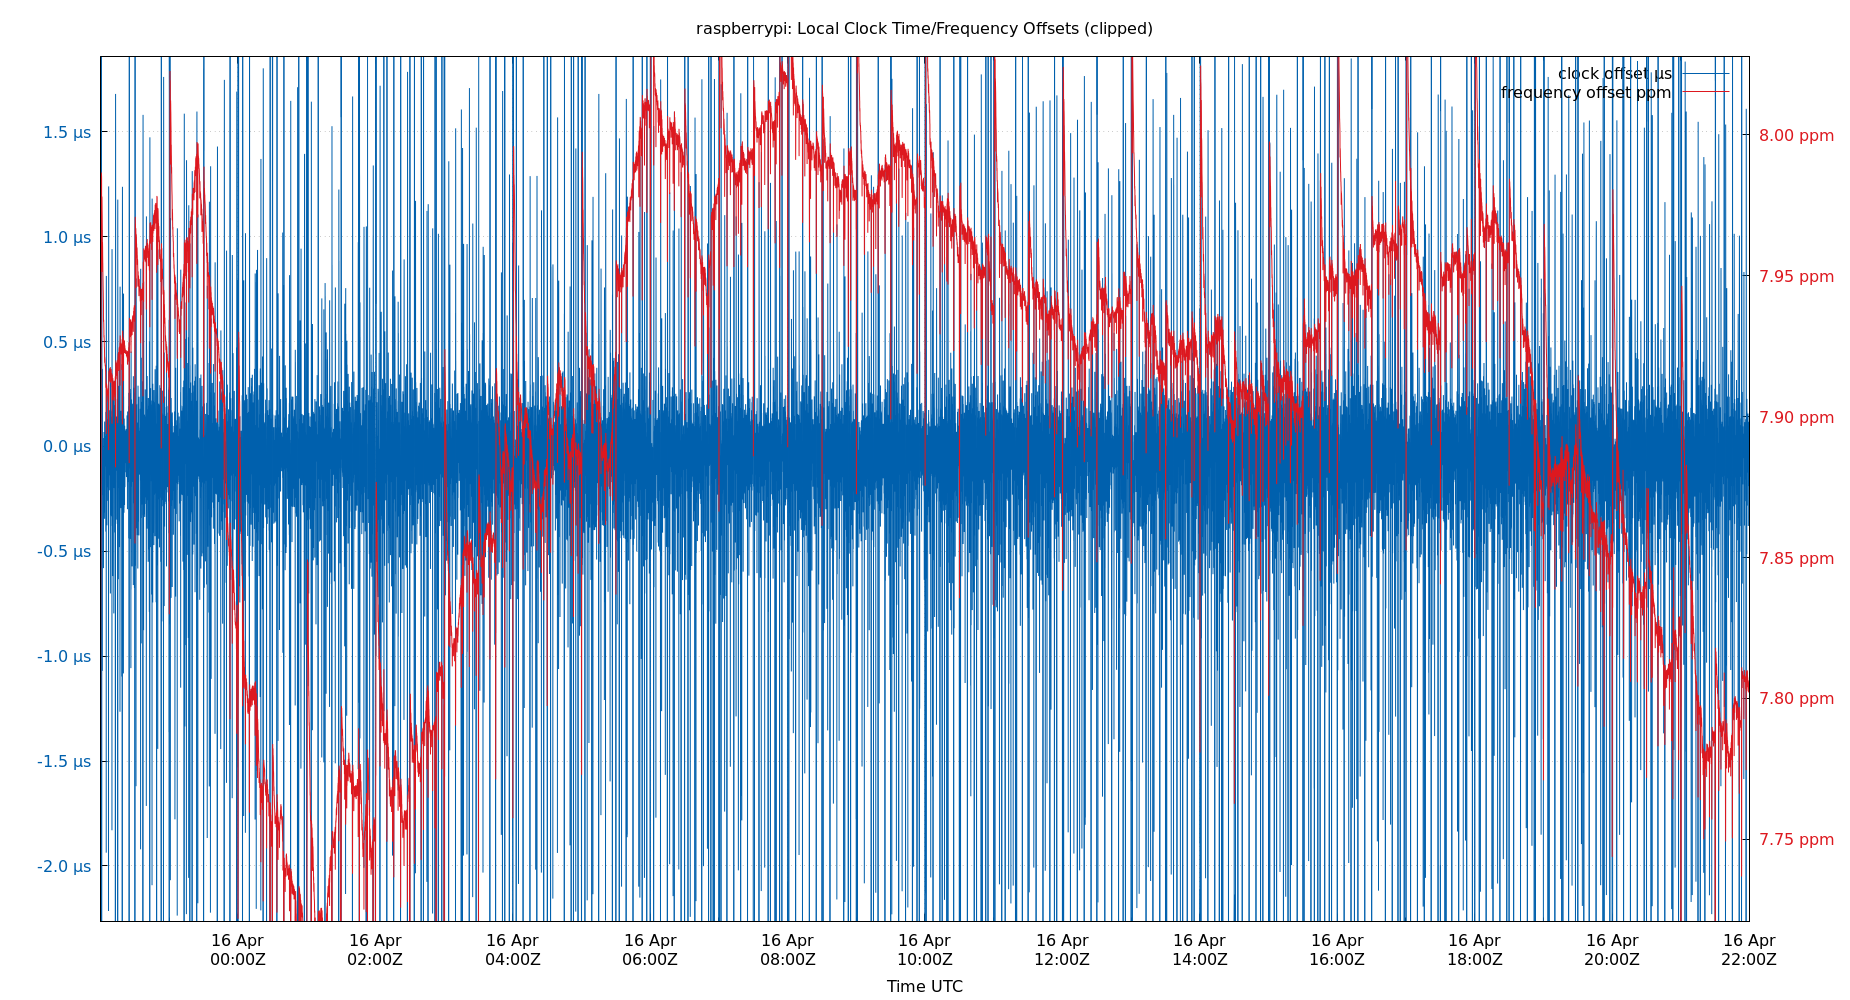 raspberrypi: Local Clock Time/Frequency Offsets (clipped)
clock offset µs
frequency offset ppm
1.5 µs
1.0 µs
0.5 µs
0.0 µs
-0.5 µs
-1.0 µs
-1.5 µs
-2.0 µs
8.00 ppm
7.95 ppm
7.90 ppm
7.85 ppm
7.80 ppm
7.75 ppm
16 Apr 16 Apr 16 Apr 16 Apr 16 Apr 16 Apr 16 Apr 16 Apr 16 Apr 16 Apr 16 Apr 16 Apr
00:00Z 02:00Z 04:00Z 06:00Z 08:00Z 10:00Z 12:00Z 14:00Z 16:00Z 18:00Z 20:00Z 22:00Z
Time UTC